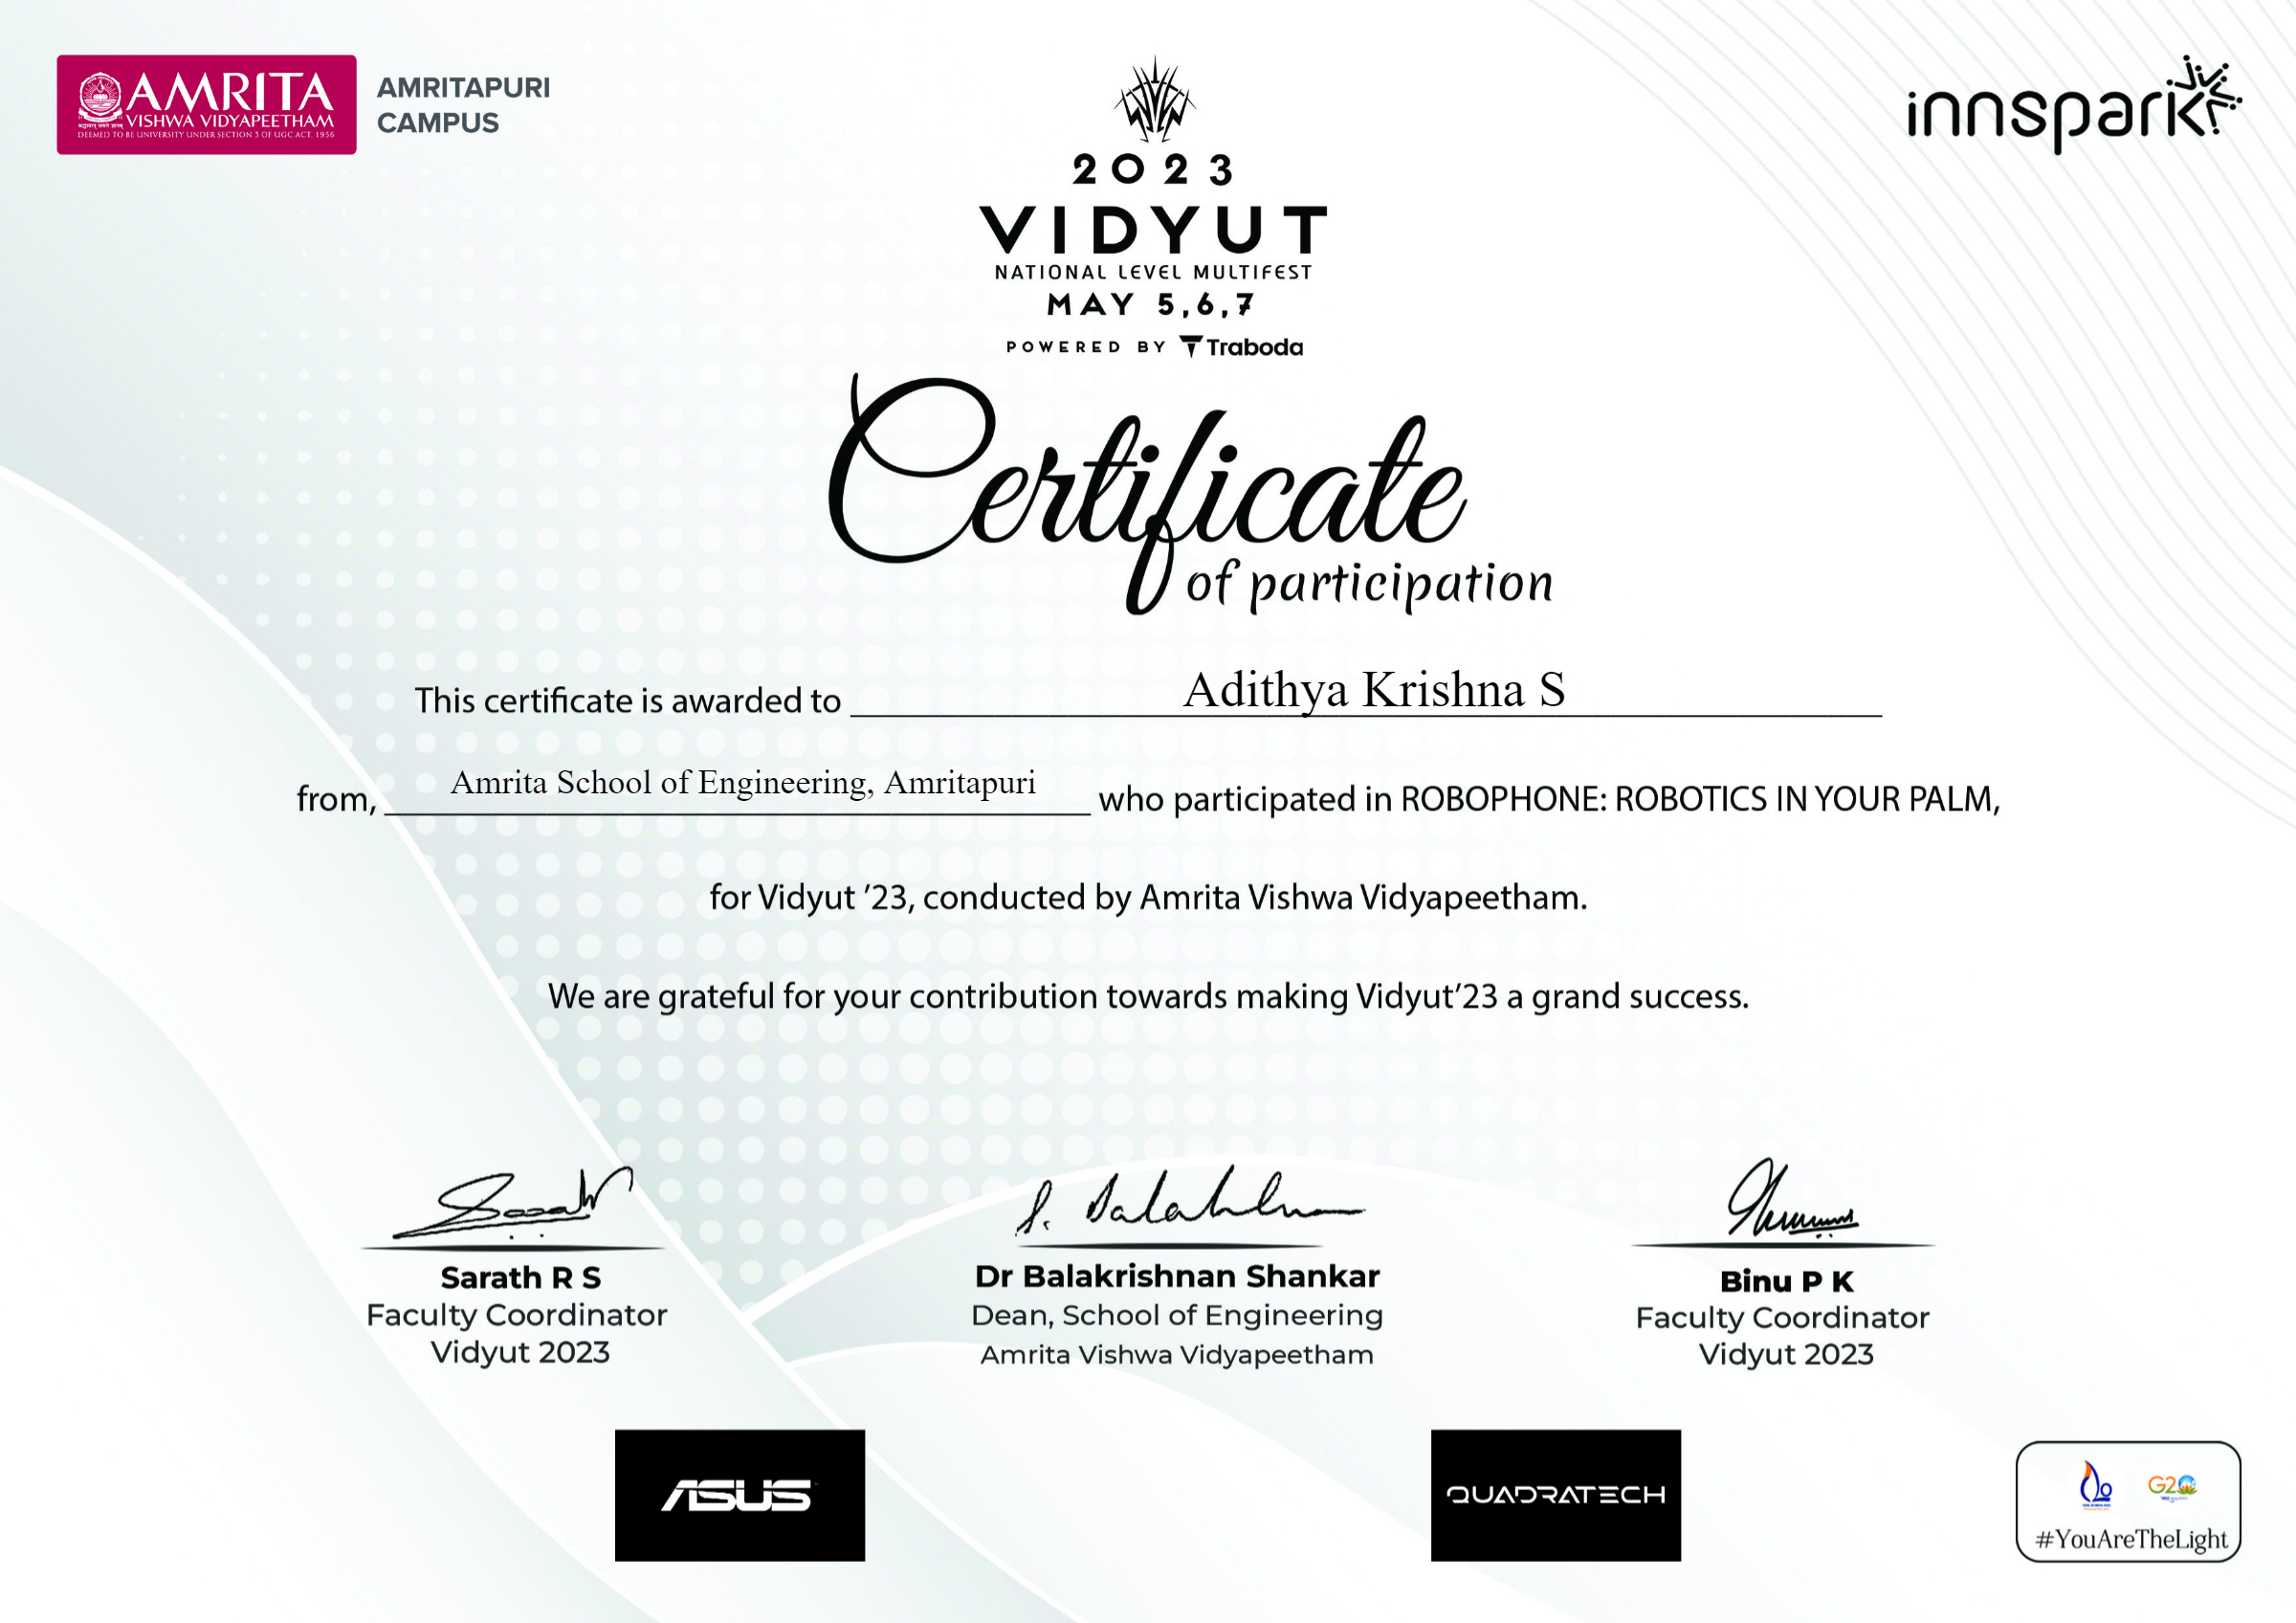 AMRITA
VISHWA VIDYAPEETHAM
DEEMED TO BE UNIVERSITY UNDER SECTION 3 OF UGC ACT, 1956
AMRITAPURI
CAMPUS
innspark
2023
VIDYUT
NATIONAL LEVEL MULTIFEST
MAY 5,6,7
POWERED BY Traboda
Certificate
of participation
This certificate is awarded to Adithya Krishna S
from, Amrita School of Engineering, Amritapuri who participated in ROBOPHONE: ROBOTICS IN YOUR PALM,
for Vidyut ’23, conducted by Amrita Vishwa Vidyapeetham.
We are grateful for your contribution towards making Vidyut’23 a grand success.
Sarath R S
Faculty Coordinator
Vidyut 2023
Dr Balakrishnan Shankar
Dean, School of Engineering
Amrita Vishwa Vidyapeetham
Binu P K
Faculty Coordinator
Vidyut 2023
ASUS
QUADRATECH
G20
#YouAreTheLight